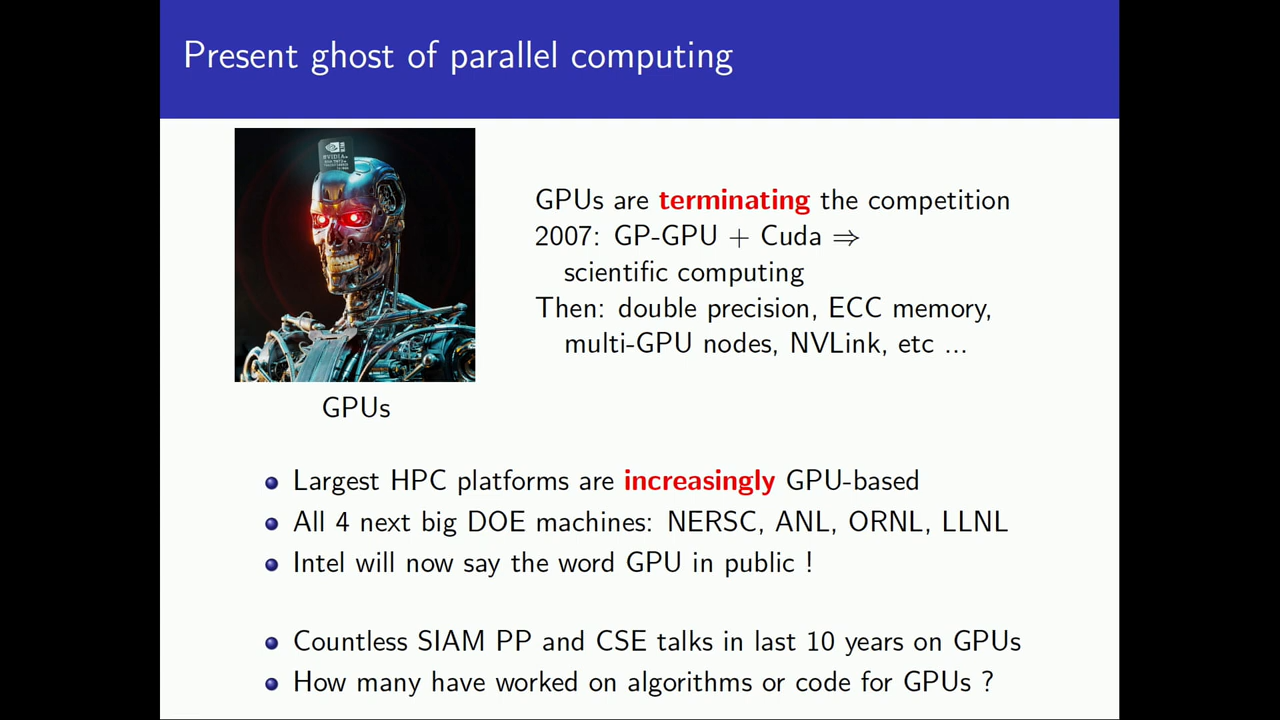 Present ghost of parallel computing
NVIDIA
GPUs are terminating the competition
2007: GP-GPU + Cuda ⇒
scientific computing
Then: double precision, ECC memory,
multi-GPU nodes, NVLink, etc ...
GPUs
Largest HPC platforms are increasingly GPU-based
All 4 next big DOE machines: NERSC, ANL, ORNL, LLNL
Intel will now say the word GPU in public !
Countless SIAM PP and CSE talks in last 10 years on GPUs
How many have worked on algorithms or code for GPUs ?